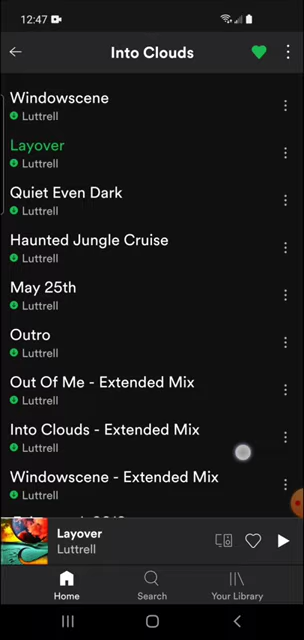 12:47
Into Clouds
Windowscene
Luttrell
Layover
Luttrell
Quiet Even Dark
Luttrell
Haunted Jungle Cruise
Luttrell
May 25th
Luttrell
Outro
Luttrell
Out Of Me - Extended Mix
Luttrell
Into Clouds - Extended Mix
Luttrell
Windowscene - Extended Mix
Luttrell
Layover
Luttrell
Home
Search
Your Library